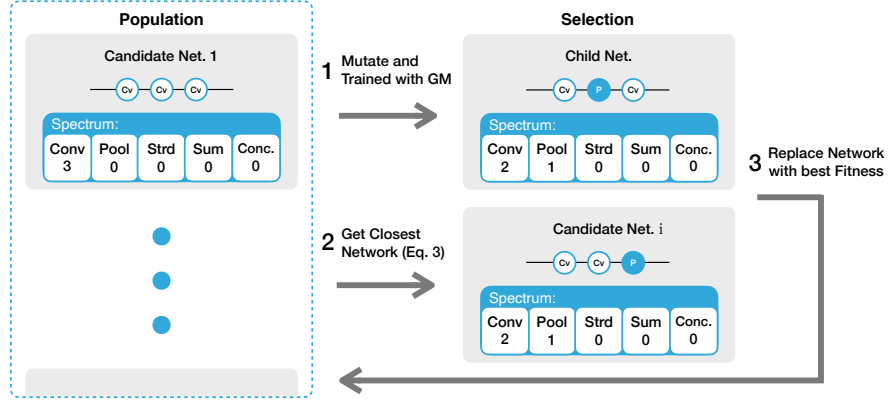 Population
Candidate Net. 1
Cv Cv Cv
Spectrum:
Conv Pool Strd Sum Conc.
3 0 0 0 0
1 Mutate and
Trained with GM
2 Get Closest
Network (Eq. 3)
Selection
Child Net.
Cv P Cv
Spectrum:
Conv Pool Strd Sum Conc.
2 1 0 0 0
Candidate Net. i
Cv Cv P
Spectrum:
Conv Pool Strd Sum Conc.
2 1 0 0 0
3 Replace Network
with best Fitness